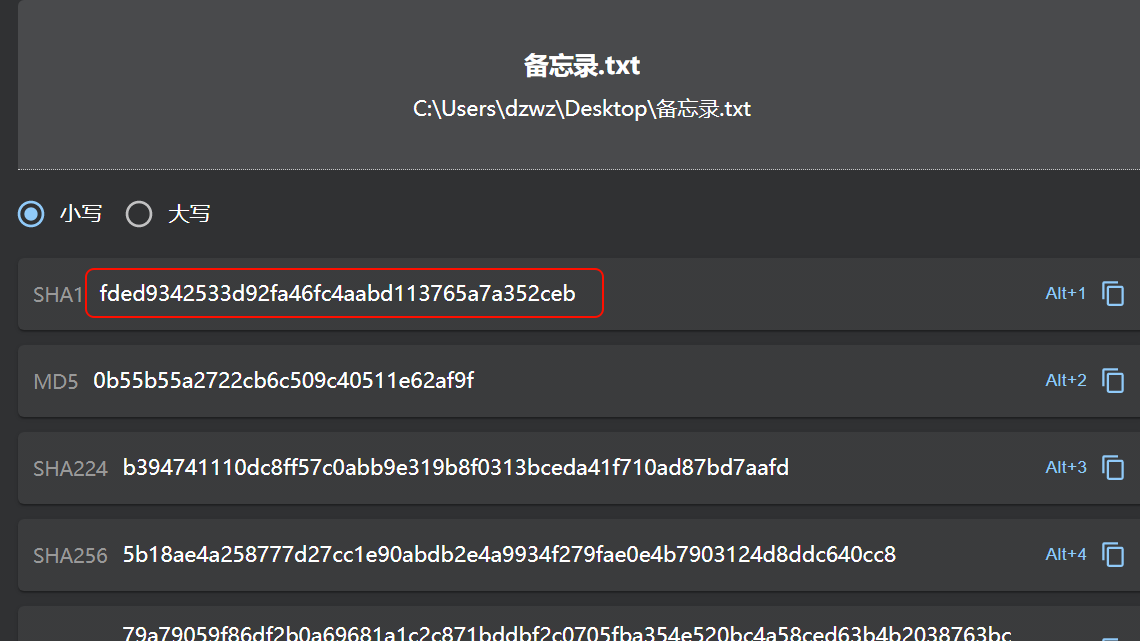 备忘录.txt
C:\Users\dzwz\Desktop\备忘录.txt
小写 大写
SHA1 fded9342533d92fa46fc4aabd113765a7a352ceb Alt+1
MD5 0b55b55a2722cb6c509c40511e62af9f Alt+2
SHA224 b394741110dc8ff57c0abb9e319b8f0313bceda41f710ad87bd7aafd Alt+3
SHA256 5b18ae4a258777d27cc1e90abdb2e4a9934f279fae0e4b7903124d8ddc640cc8 Alt+4
79a79059f86df2b0a69681a1c2c871bddbf2c0705fba354e520bc4a58ced63b4b2038763bc